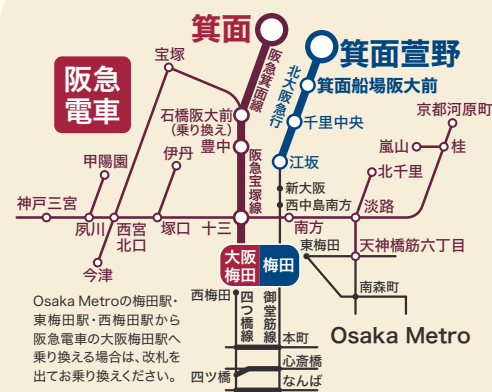 箕面
箕面萱野
阪急
電車
宝塚
阪急箕面線
北大阪急行
箕面船場阪大前
石橋阪大前
(乗り換え)
千里中央
京都河原町
豊中
嵐山
桂
伊丹
甲陽園
阪急宝塚線
江坂
北千里
新大阪
西中島南方
神戸三宮
夙川
西宮
北口
塚口
十三
南方
淡路
今津
大阪
梅田
梅田
東梅田
天神橋筋六丁目
西梅田
四つ橋線
御堂筋線
南森町
Osaka Metro
本町
心斎橋
四ツ橋
なんば
Osaka Metroの梅田駅・
東梅田駅・西梅田駅から
阪急電車の大阪梅田駅へ
乗り換える場合は、改札を
出てお乗り換えください。